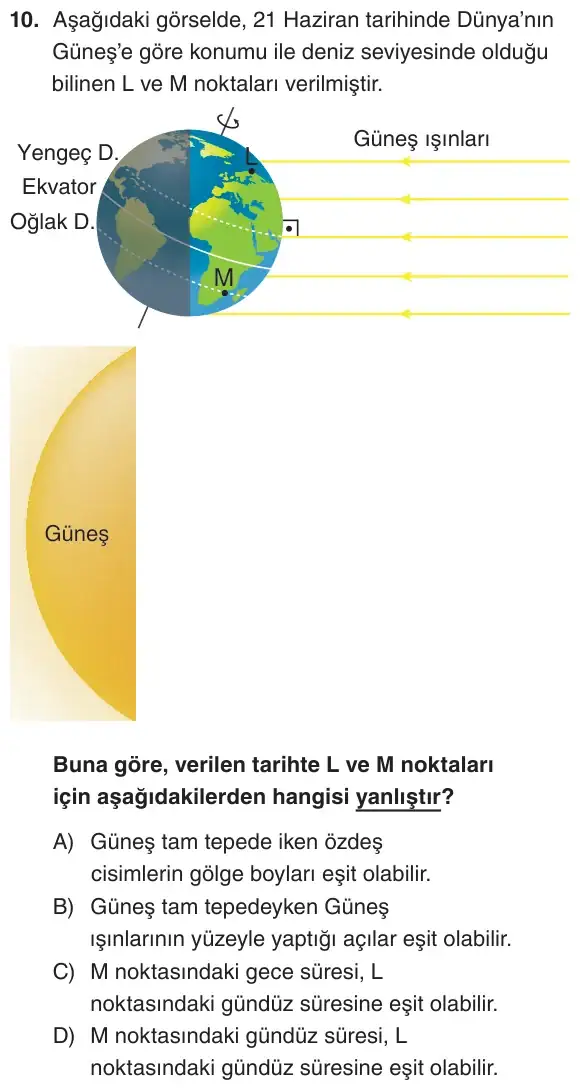 10. Aşağıdaki görselde, 21 Haziran tarihinde Dünya’nın
Güneş’e göre konumu ile deniz seviyesinde olduğu
bilinen L ve M noktaları verilmiştir.
Güneş ışınları
L
Yengeç D.
Ekvator
Oğlak D.
M
Güneş
Buna göre, verilen tarihte L ve M noktaları
için aşağıdakilerden hangisi yanlıştır?
A) Güneş tam tepede iken özdeş
cisimlerin gölge boyları eşit olabilir.
B) Güneş tam tepedeyken Güneş
ışınlarının yüzeyle yaptığı açılar eşit olabilir.
C) M noktasındaki gece süresi, L
noktasındaki gündüz süresine eşit olabilir.
D) M noktasındaki gündüz süresi, L
noktasındaki gündüz süresine eşit olabilir.